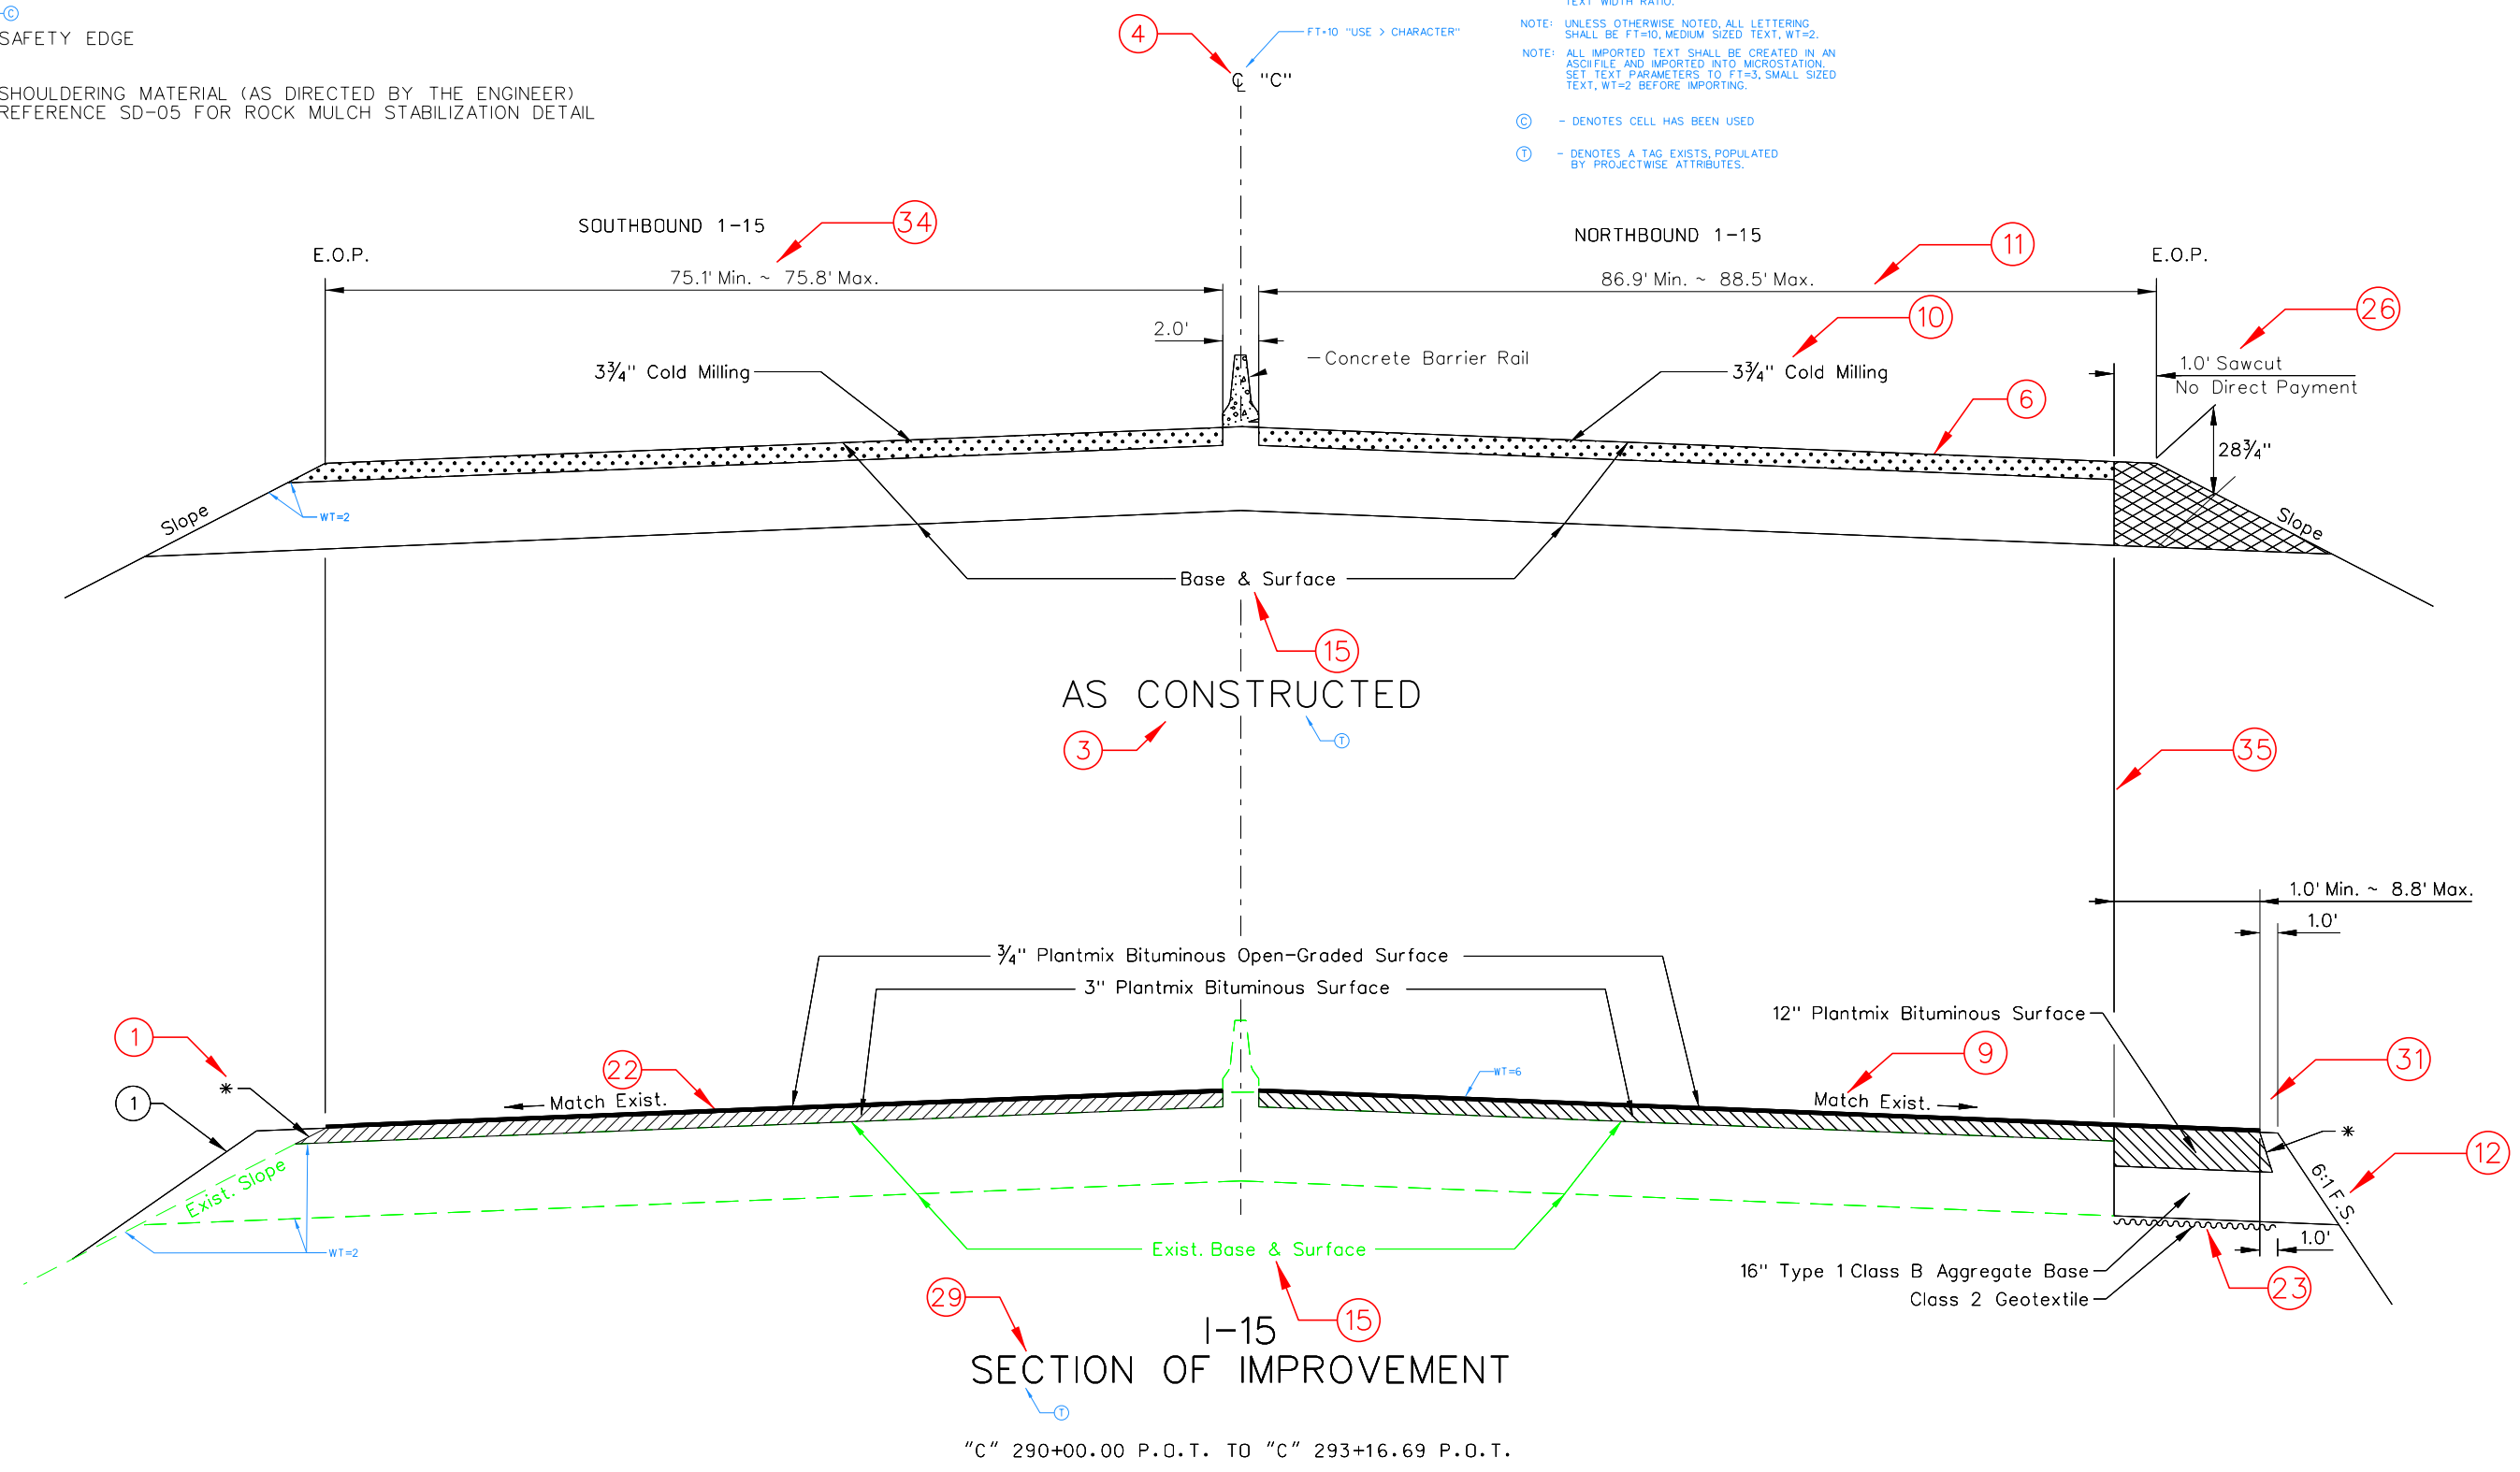 C
SAFETY EDGE
SHOULDERING MATERIAL (AS DIRECTED BY THE ENGINEER)
REFERENCE SD-05 FOR ROCK MULCH STABILIZATION DETAIL
4
FT=10 "USE > CHARACTER"
℄ "C"
TEXT WIDTH RATIO.
NOTE: UNLESS OTHERWISE NOTED, ALL LETTERING
SHALL BE FT=10, MEDIUM SIZED TEXT, WT=2.
NOTE: ALL IMPORTED TEXT SHALL BE CREATED IN AN
ASCII FILE AND IMPORTED INTO MICROSTATION.
SET TEXT PARAMETERS TO FT=3, SMALL SIZED
TEXT, WT=2 BEFORE IMPORTING.
C - DENOTES CELL HAS BEEN USED
T - DENOTES A TAG EXISTS, POPULATED
BY PROJECTWISE ATTRIBUTES.
SOUTHBOUND 1-15
34
NORTHBOUND 1-15
11
E.O.P.
E.O.P.
75.1' Min. ~ 75.8' Max.
86.9' Min. ~ 88.5' Max.
10
26
2.0'
Concrete Barrier Rail
3¾" Cold Milling
3¾" Cold Milling
1.0' Sawcut
No Direct Payment
6
28¾"
Slope
WT=2
Slope
Base & Surface
15
AS CONSTRUCTED
3
T
35
1.0' Min. ~ 8.8' Max.
1.0'
¾" Plantmix Bituminous Open-Graded Surface
3" Plantmix Bituminous Surface
12" Plantmix Bituminous Surface
1
22
WT=6
9
31
*
1
Match Exist.
Match Exist.
*
12
Exist. Slope
6:1 F.S.
WT=2
Exist. Base & Surface
1.0'
16" Type 1 Class B Aggregate Base
Class 2 Geotextile
23
29
15
I-15
SECTION OF IMPROVEMENT
T
"C" 290+00.00 P.O.T. TO "C" 293+16.69 P.O.T.